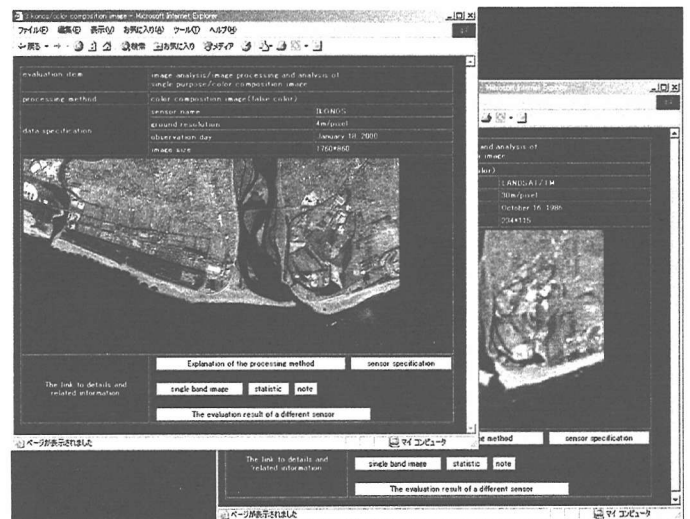 3.konos/color composition image - Microsoft Internet Explorer
ファイル(F) 編集(E) 表示(V) お気に入り(A) ツール(T) ヘルプ(H)
戻る 検索 お気に入り メディア
evaluation item
image analysis/image processing and analysis of
single purpose/color composition image
processing method
color composition image(false color)
data specification
sensor name
IKONOS
ground resolution
4m/pixel
observation day
January 18, 2000
image size
1760*860
Explanation of the processing method
sensor specification
The link to details and
related information
single band image
statistic
note
The evaluation result of a different sensor
ページが表示されました
マイ コンピュータ
Microsoft Internet Explorer
and analysis of
image
color)
LANDSAT/TM
30m/pixel
October 16, 1986
234*115
method
sensor specification
The link to details and
related information
single band image
statistic
note
The evaluation result of a different sensor
ページが表示されました
マイ コンピュータ